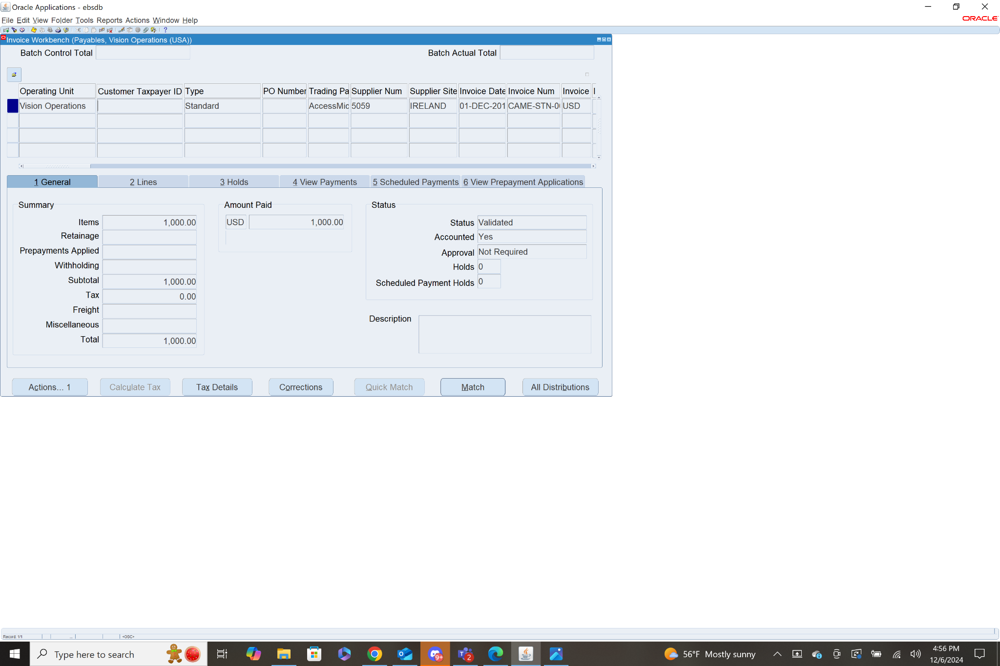 Oracle Applications - ebsdb
File Edit View Folder Tools Reports Actions Window Help
ORACLE
Invoice Workbench (Payables, Vision Operations (USA))
Batch Control Total
Batch Actual Total
Operating Unit Customer Taxpayer ID Type PO Number Trading Pa Supplier Num Supplier Site Invoice Date Invoice Num Invoice I
Vision Operations Standard AccessMic 5059 IRELAND 01-DEC-201 CAME-STN-0 USD
1 General 2 Lines 3 Holds 4 View Payments 5 Scheduled Payments 6 View Prepayment Applications
Summary
Items 1,000.00
Retainage
Prepayments Applied
Withholding
Subtotal 1,000.00
Tax 0.00
Freight
Miscellaneous
Total 1,000.00
Amount Paid
USD 1,000.00
Status
Status Validated
Accounted Yes
Approval Not Required
Holds 0
Scheduled Payment Holds 0
Description
Actions... 1 Calculate Tax Tax Details Corrections Quick Match Match All Distributions
Record: 1/1 ... <OSC>
Type here to search
9+
2
56°F Mostly sunny
4:56 PM
12/6/2024